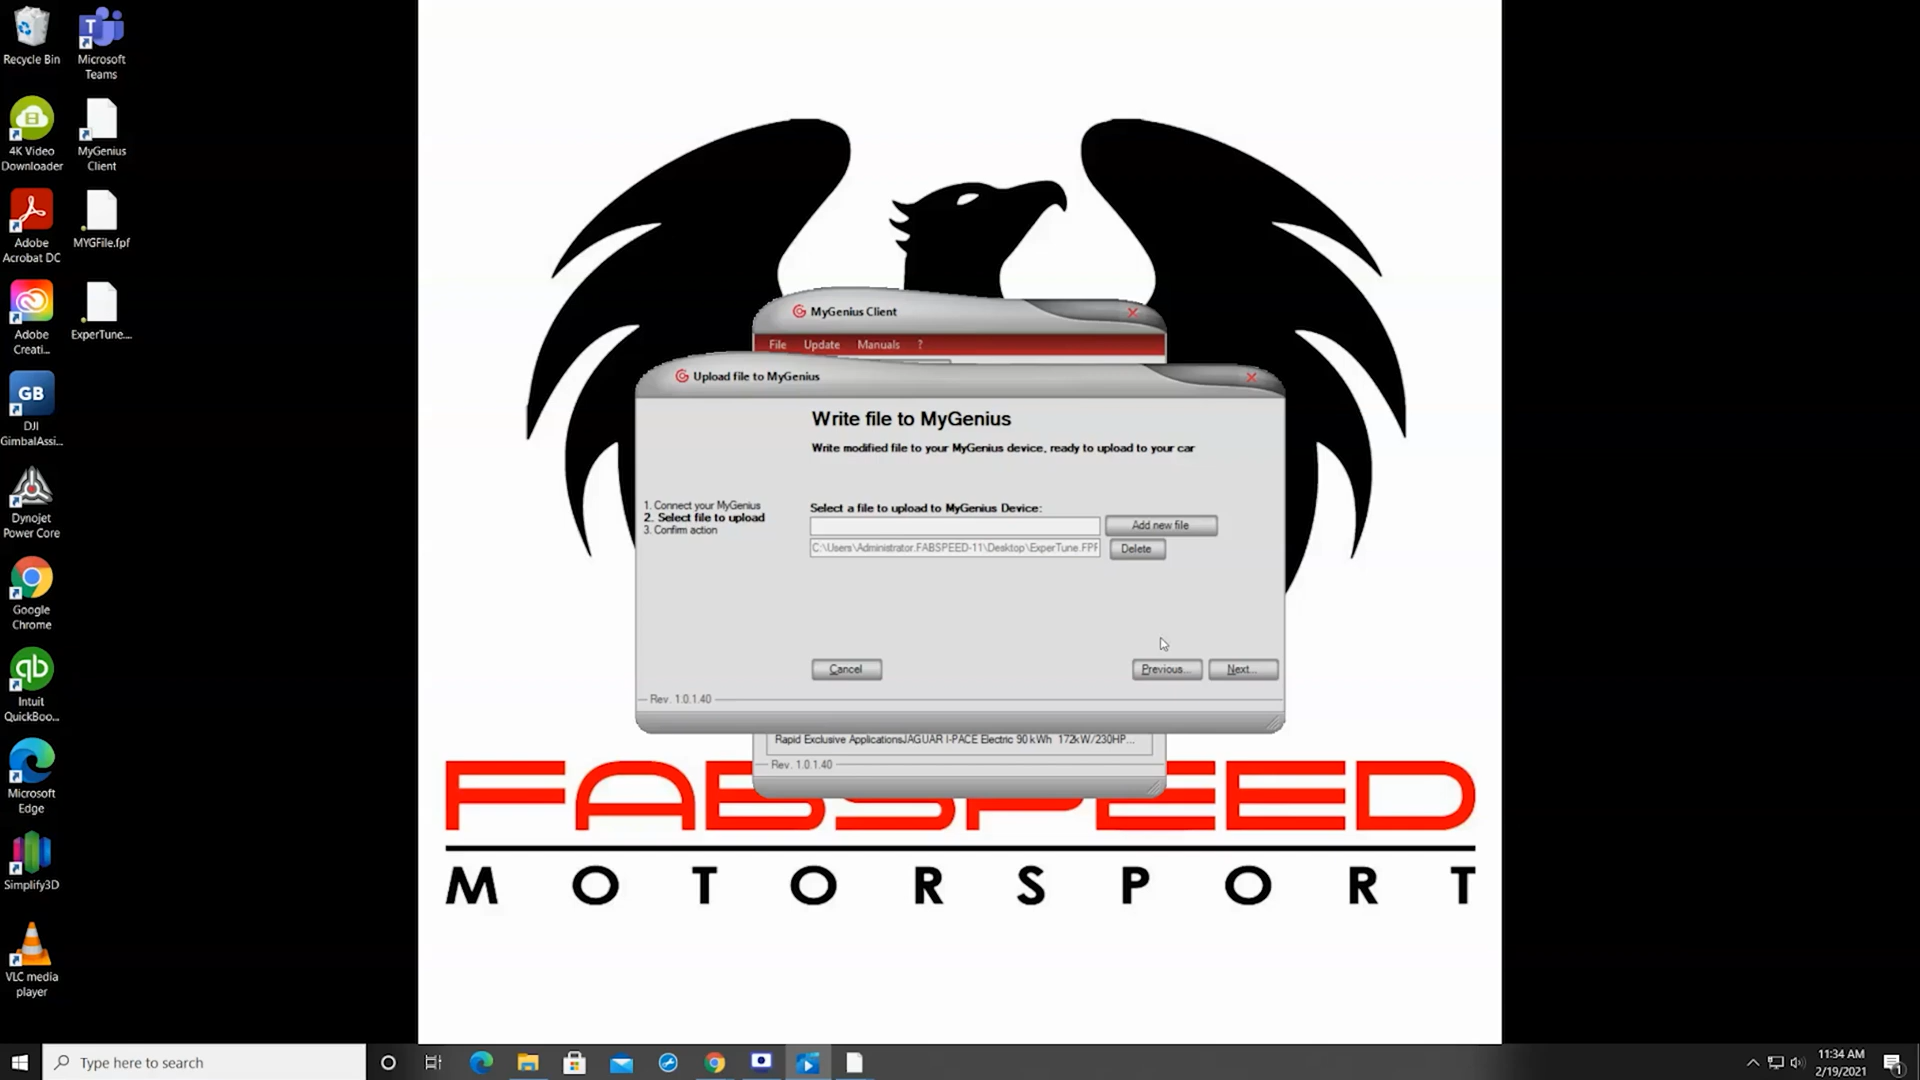 Recycle Bin
Microsoft
Teams
4K Video
Downloader
MyGenius
Client
Adobe
Acrobat DC
MYGFile.fpf
Adobe
Creati...
ExperTune....
GB
DJI
GimbalAssi...
Dynojet
Power Core
Google
Chrome
qb
Intuit
QuickBoo...
Microsoft
Edge
Simplify3D
VLC media
player
MyGenius Client
File Update Manuals ?
Upload file to MyGenius
Write file to MyGenius
Write modified file to your MyGenius device, ready to upload to your car
1. Connect your MyGenius
2. Select file to upload
3. Confirm action
Select a file to upload to MyGenius Device:
Add new file
C:\Users\Administrator.FABSPEED-11\Desktop\ExperTune.FPF
Delete
Cancel
Previous...
Next...
Rev. 1.0.1.40
Rapid Exclusive ApplicationsJAGUAR I-PACE Electric 90 kWh 172kW/230HP...
Rev. 1.0.1.40
FABSPEED
MOTORSPORT
Type here to search
11:34 AM
2/19/2021
1